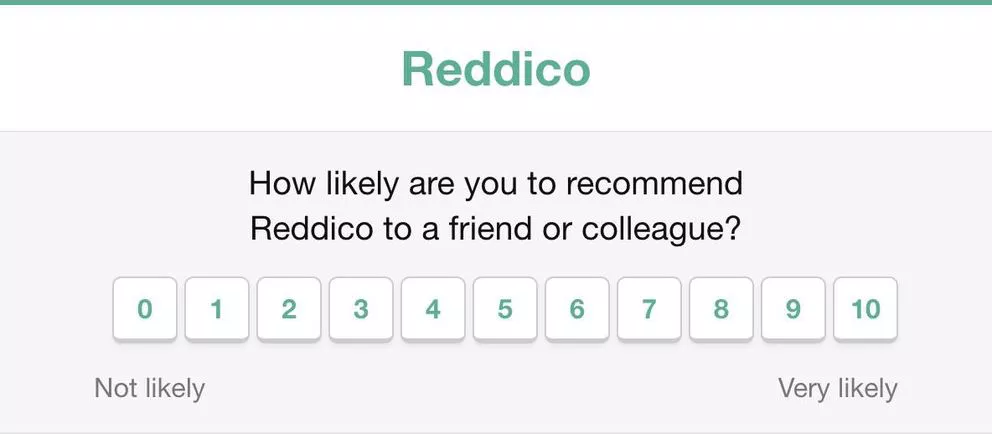 Reddico
How likely are you to recommend
Reddico to a friend or colleague?
0 1 2 3 4 5 6 7 8 9 10
Not likely Very likely